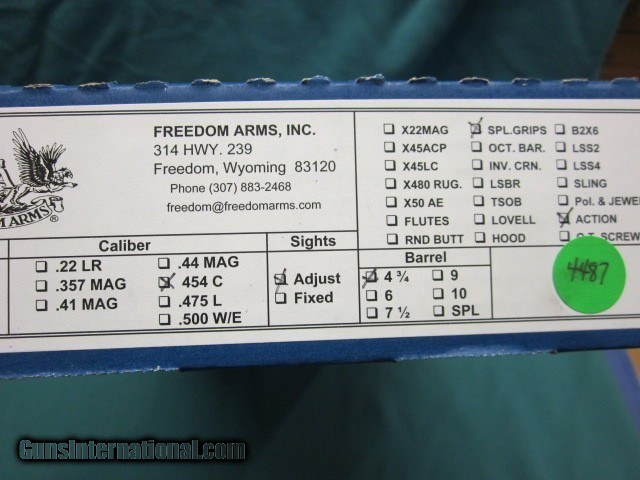 FREEDOM ARMS, INC.
314 HWY. 239
Freedom, Wyoming 83120
Phone (307) 883-2468
freedom@freedomarms.com
M ARMS ®
X22MAG SPL.GRIPS B2X6
X45ACP OCT. BAR. LSS2
X45LC INV. CRN. LSS4
X480 RUG. LSBR SLING
X50 AE TSOB Pol. & JEWE
FLUTES LOVELL ACTION
RND BUTT HOOD O.T. SCREW
Caliber
.22 LR .44 MAG
.357 MAG 454 C
.41 MAG .475 L
.500 W/E
Sights
Adjust
Fixed
Barrel
4 ¾ 9
6 10
7 ½ SPL
4487
GunsInternational.com